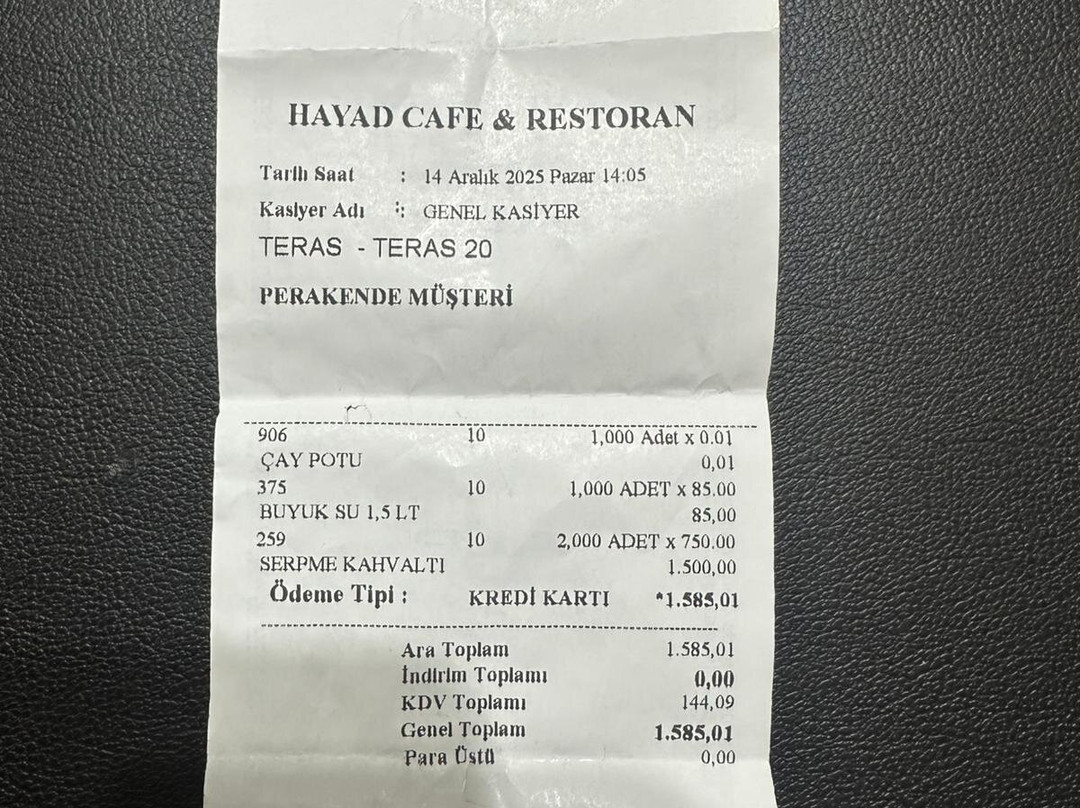 HAYAD CAFE & RESTORAN
Tarih Saat : 14 Aralık 2025 Pazar 14:05
Kasiyer Adı : GENEL KASİYER
TERAS - TERAS 20
PERAKENDE MÜŞTERİ
906 10 1,000 Adet x 0.01
ÇAY POTU 0,01
375 10 1,000 ADET x 85.00
BUYUK SU 1,5 LT 85,00
259 10 2,000 ADET x 750.00
SERPME KAHVALTI 1.500,00
Ödeme Tipi : KREDİ KARTI *1.585,01
Ara Toplam 1.585,01
İndirim Toplamı 0,00
KDV Toplamı 144,09
Genel Toplam 1.585,01
Para Üstü 0,00